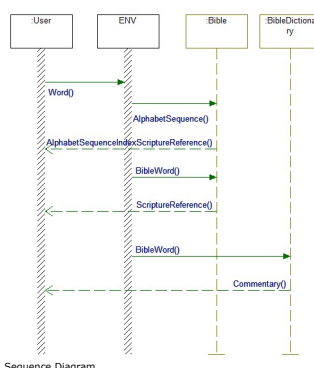 :User
ENV
:Bible
:BibleDictiona
ry
Word()
AlphabetSequence()
AlphabetSequenceIndexScriptureReference()
BibleWord()
ScriptureReference()
BibleWord()
Commentary()
Sequence Diagram